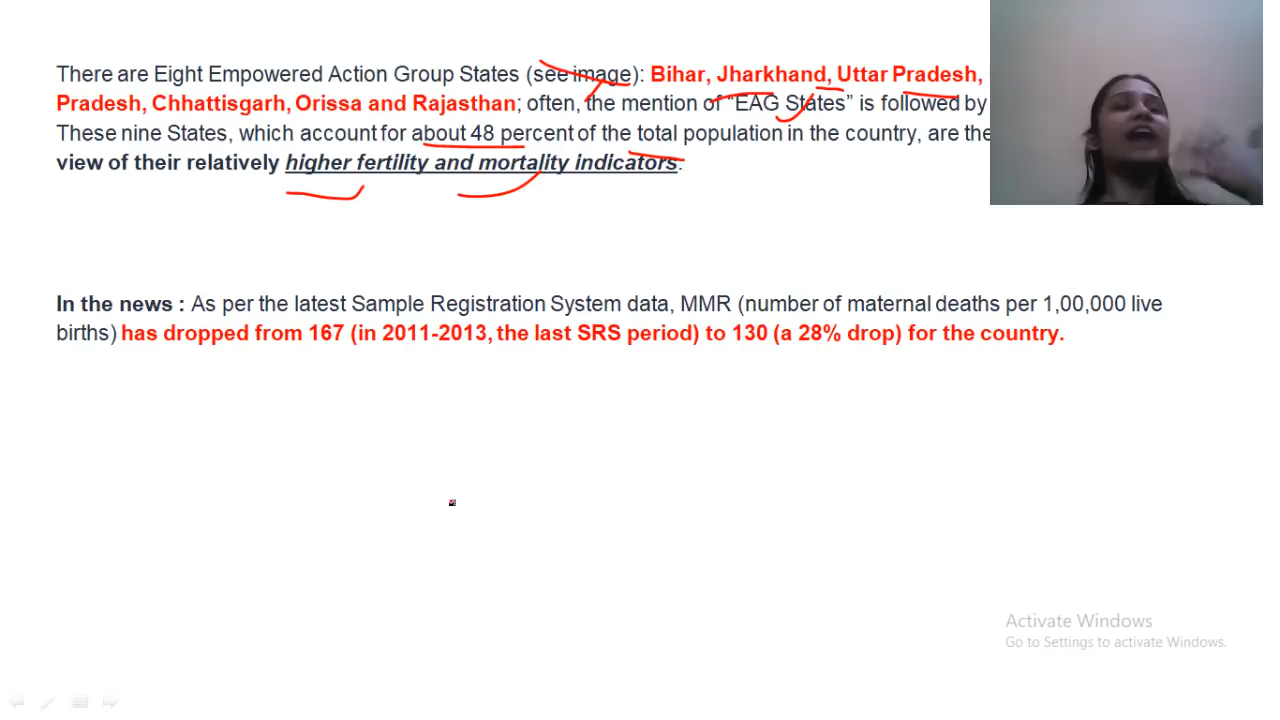 There are Eight Empowered Action Group States (see image): Bihar, Jharkhand, Uttar Pradesh,
Pradesh, Chhattisgarh, Orissa and Rajasthan; often, the mention of “EAG States” is followed by
These nine States, which account for about 48 percent of the total population in the country, are the
view of their relatively higher fertility and mortality indicators.
In the news : As per the latest Sample Registration System data, MMR (number of maternal deaths per 1,00,000 live
births) has dropped from 167 (in 2011-2013, the last SRS period) to 130 (a 28% drop) for the country.
Activate Windows
Go to Settings to activate Windows.